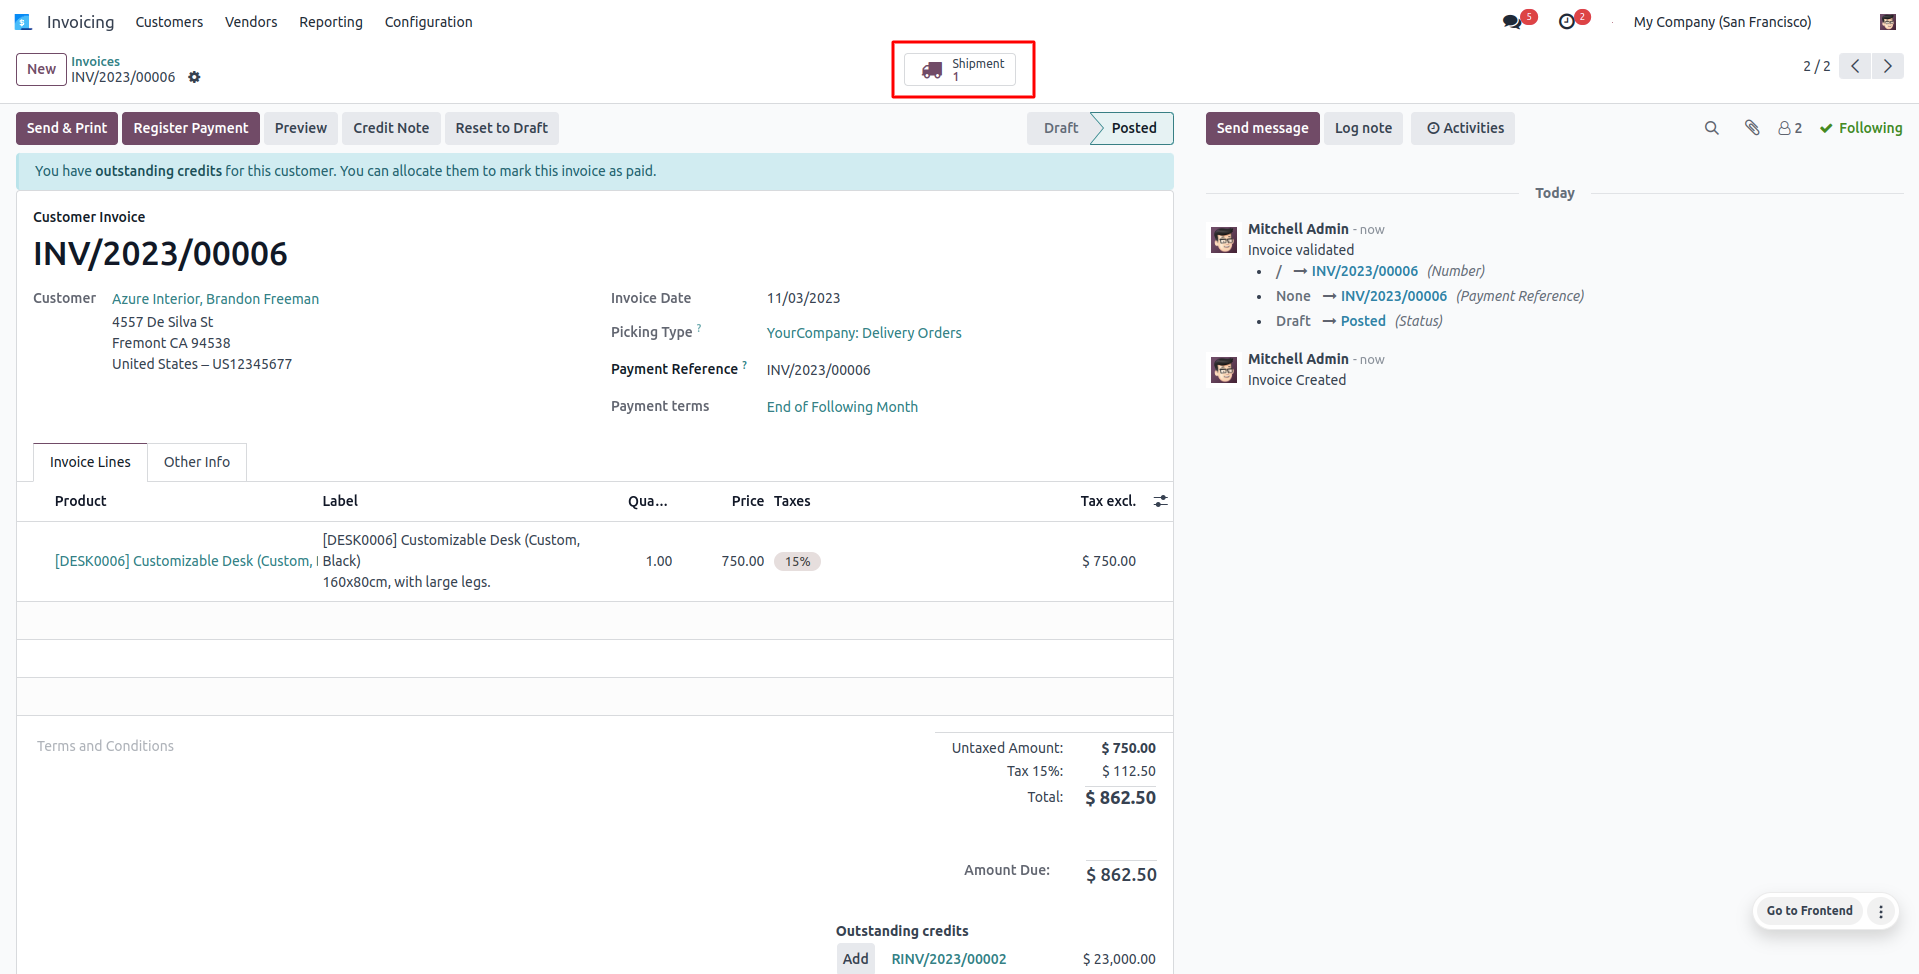 Invoicing Customers Vendors Reporting Configuration 5 2 My Company (San Francisco)
New Invoices
INV/2023/00006
Shipment
1
2 / 2
Send & Print Register Payment Preview Credit Note Reset to Draft Draft Posted
Send message Log note Activities 2 Following
You have outstanding credits for this customer. You can allocate them to mark this invoice as paid.
Customer Invoice
INV/2023/00006
Customer Azure Interior, Brandon Freeman
4557 De Silva St
Fremont CA 94538
United States – US12345677
Invoice Date 11/03/2023
Picking Type ? YourCompany: Delivery Orders
Payment Reference ? INV/2023/00006
Payment terms End of Following Month
Invoice Lines Other Info
Product Label Qua... Price Taxes Tax excl.
[DESK0006] Customizable Desk (Custom,
[DESK0006] Customizable Desk (Custom,
Black)
160x80cm, with large legs.
1.00 750.00 15% $ 750.00
Terms and Conditions
Untaxed Amount: $ 750.00
Tax 15%: $ 112.50
Total: $ 862.50
Amount Due: $ 862.50
Outstanding credits
Add RINV/2023/00002 $ 23,000.00
Today
Mitchell Admin - now
Invoice validated
• / → INV/2023/00006 (Number)
• None → INV/2023/00006 (Payment Reference)
• Draft → Posted (Status)
Mitchell Admin - now
Invoice Created
Go to Frontend